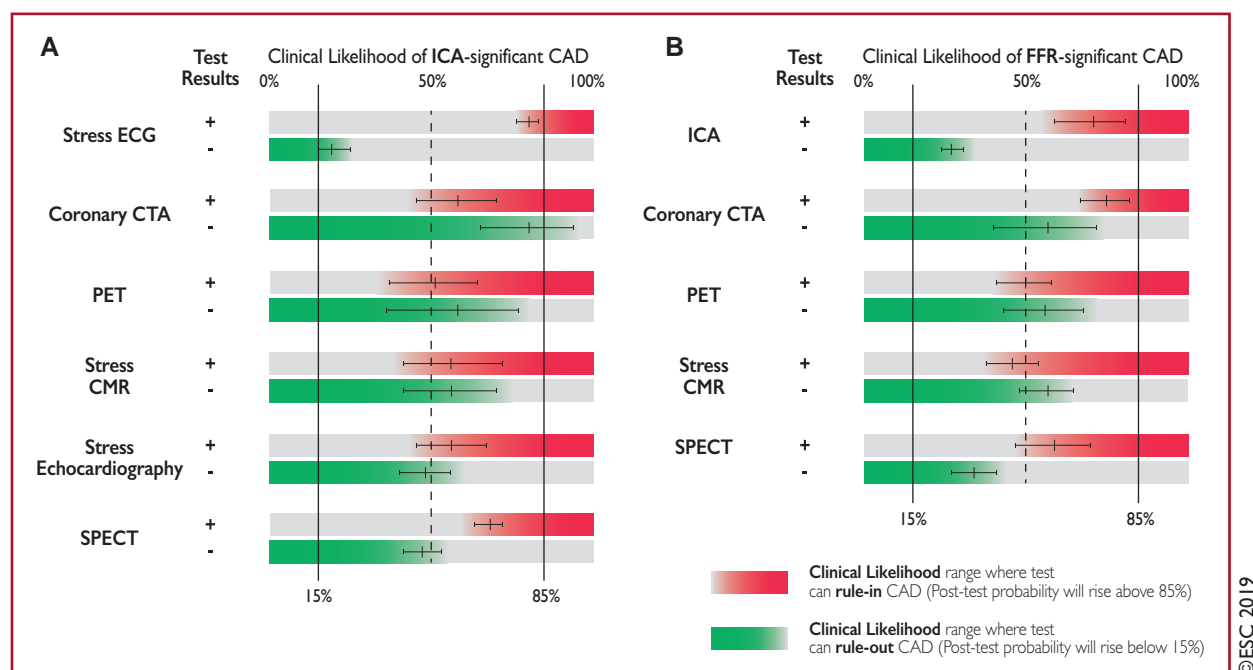 A
Test
Results
Clinical Likelihood of ICA-significant CAD
0% 50% 100%
Stress ECG
+
-
Coronary CTA
+
-
PET
+
-
Stress
CMR
+
-
Stress
Echocardiography
+
-
SPECT
+
-
15% 85%
B
Test
Results
Clinical Likelihood of FFR-significant CAD
0% 50% 100%
ICA
+
-
Coronary CTA
+
-
PET
+
-
Stress
CMR
+
-
SPECT
+
-
15% 85%
Clinical Likelihood range where test
can rule-in CAD (Post-test probability will rise above 85%)
Clinical Likelihood range where test
can rule-out CAD (Post-test probability will rise below 15%)
©ESC 2019